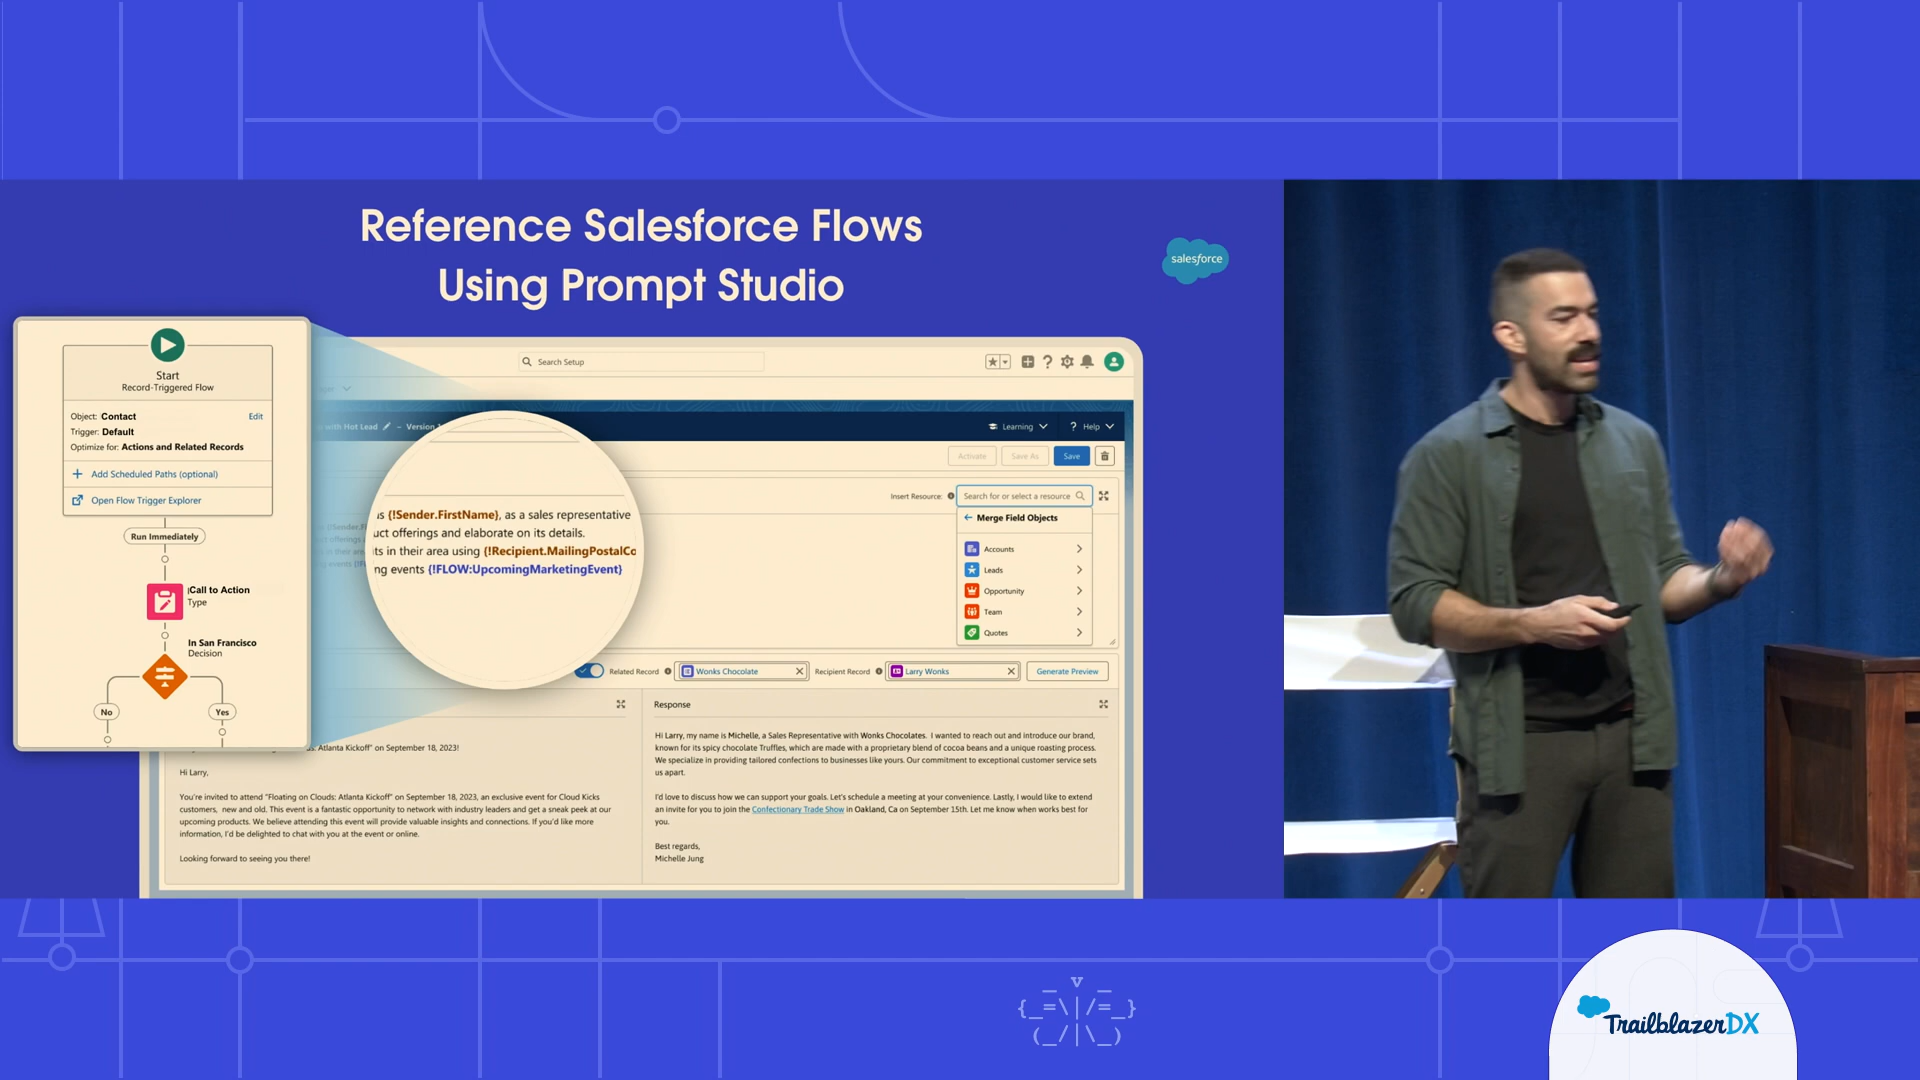 Reference Salesforce Flows
Using Prompt Studio
salesforce
Start
Record-Triggered Flow
Object: Contact
Edit
Trigger: Default
Optimize for: Actions and Related Records
Add Scheduled Paths (optional)
Open Flow Trigger Explorer
Run Immediately
Call to Action
Type
In San Francisco
Decision
No
Yes
Search Setup
with Hot Lead
– Version
Learning
? Help
Activate
Save As
Save
Insert Resource:
Search for or select a resource
Merge Field Objects
Accounts
Leads
Opportunity
Team
Quotes
is {!Sender.FirstName}, as a sales representative
uct offerings and elaborate on its details.
its in their area using {!Recipient.MailingPostalCo
ng events {!FLOW:UpcomingMarketingEvent}
Related Record
Wonks Chocolate
Recipient Record
Larry Wonks
Generate Preview
Atlanta Kickoff" on September 18, 2023!
Hi Larry,
You're invited to attend "Floating on Clouds: Atlanta Kickoff" on September 18, 2023, an exclusive event for Cloud Kicks
customers, new and old. This event is a fantastic opportunity to network with industry leaders and get a sneak peek at our
upcoming products. We believe attending this event will provide valuable insights and connections. If you'd like more
information, I'd be delighted to chat with you at the event or online.
Looking forward to seeing you there!
Response
Hi Larry, my name is Michelle, a Sales Representative with Wonks Chocolates. I wanted to reach out and introduce our brand,
known for its spicy chocolate Truffles, which are made with a proprietary blend of cocoa beans and a unique roasting process.
We specialize in providing tailored confections to businesses like yours. Our commitment to exceptional customer service sets
us apart.
I'd love to discuss how we can support your goals. Let's schedule a meeting at your convenience. Lastly, I would like to extend
an invite for you to join the Confectionary Trade Show in Oakland, Ca on September 15th. Let me know when works best for
you.
Best regards,
Michelle Jung
TrailblazerDX